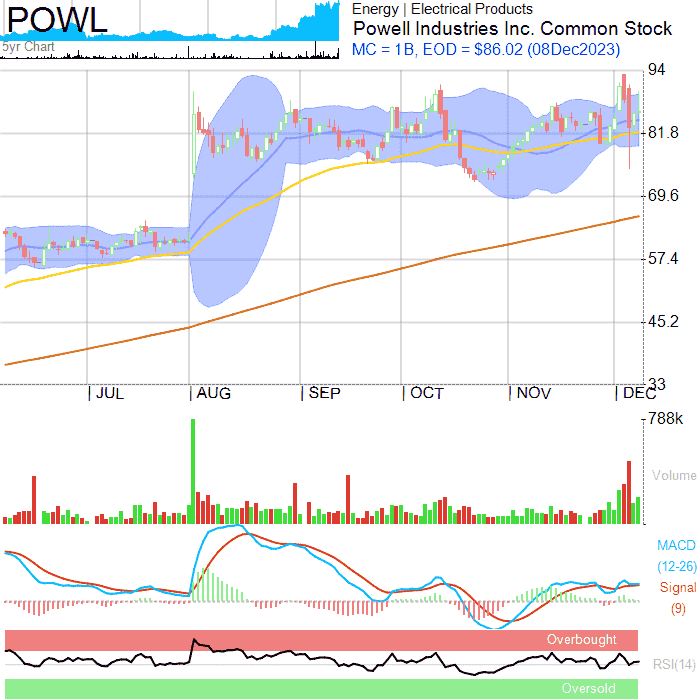 POWL
5yr Chart
Energy | Electrical Products
Powell Industries Inc. Common Stock
MC = 1B, EOD = $86.02 (08Dec2023)
94
81.8
69.6
57.4
45.2
33
JUL AUG SEP OCT NOV DEC
788k
Volume
MACD
(12-26)
Signal
(9)
Overbought
RSI(14)
Oversold